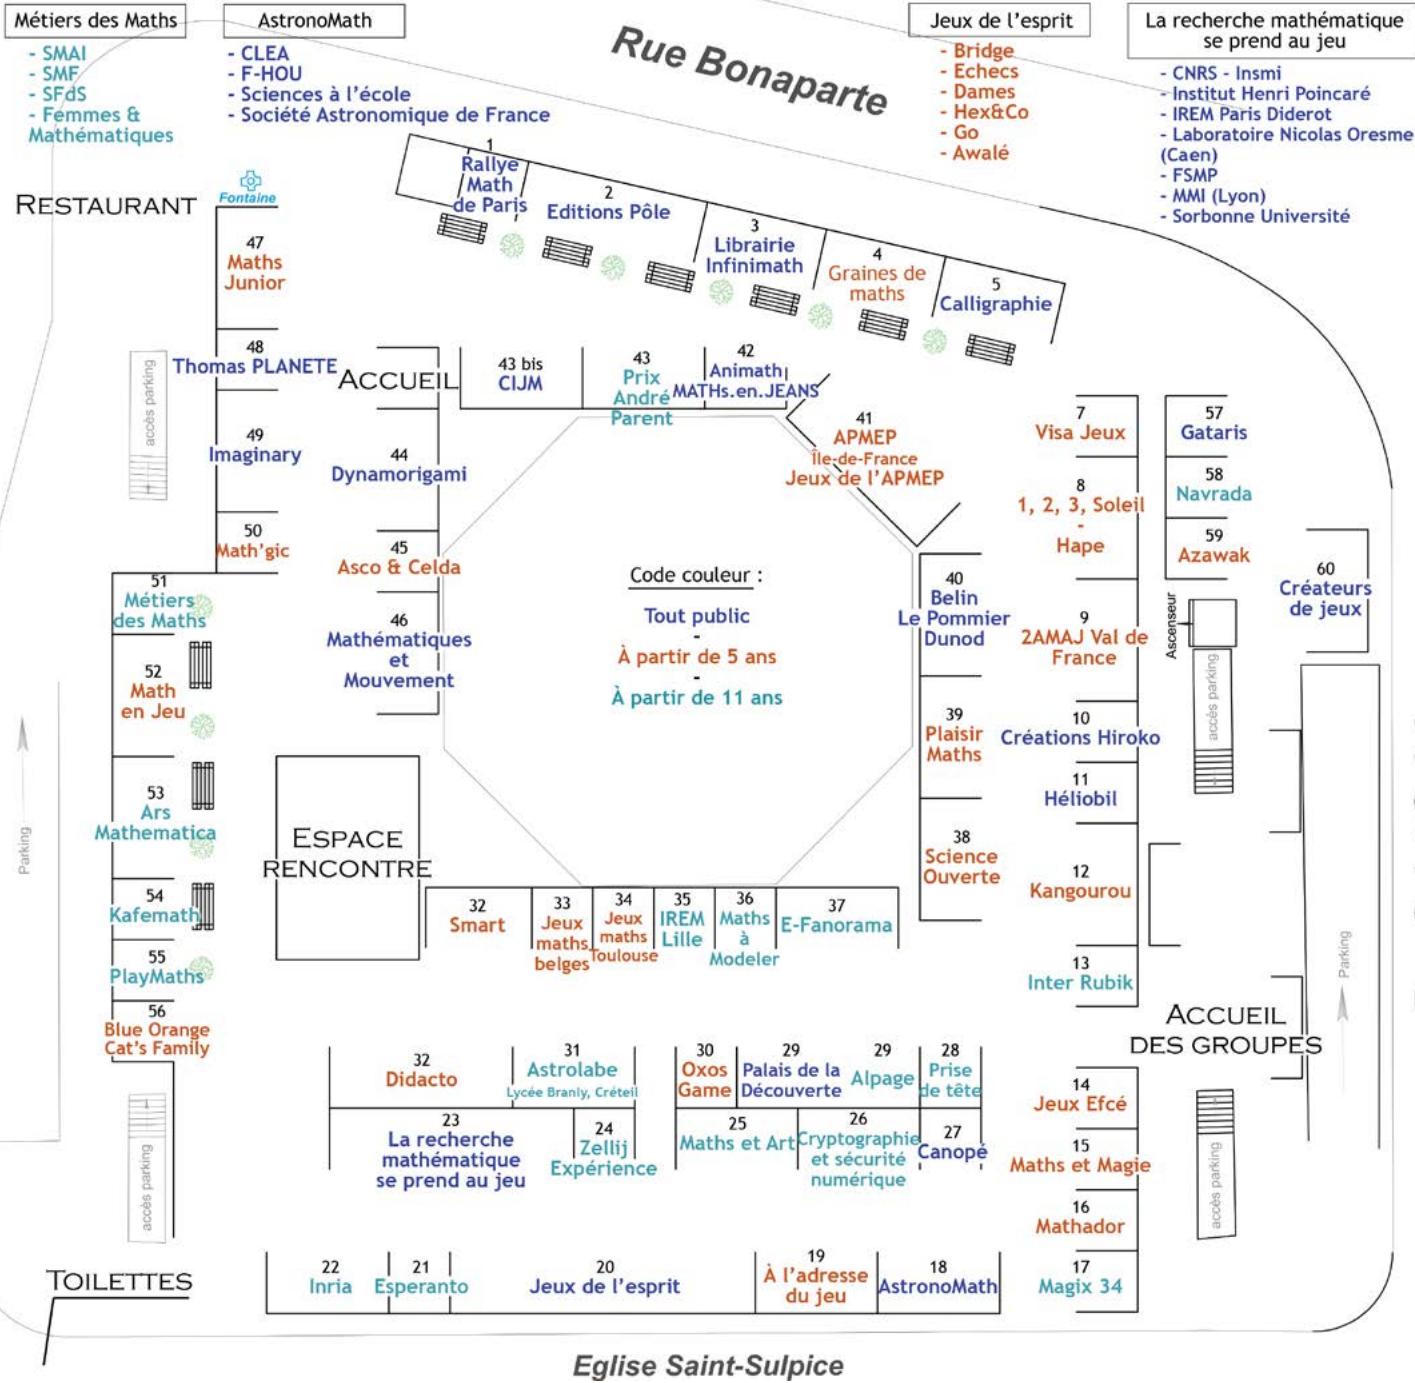 Métiers des Maths
- SMAI
- SMF
- SFdS
- Femmes &
Mathématiques
AstronoMath
- CLEA
- F-HOU
- Sciences à l'école
- Société Astronomique de France
Rue Bonaparte
Jeux de l'esprit
- Bridge
- Echecs
- Dames
- Hex&Co
- Go
- Awalé
La recherche mathématique
se prend au jeu
- CNRS - Insmi
- Institut Henri Poincaré
- IREM Paris Diderot
- Laboratoire Nicolas Oresme
(Caen)
- FSMP
- MMI (Lyon)
- Sorbonne Université
RESTAURANT
Fontaine
1
Rallye
Math
de Paris
2
Editions Pôle
3
Librairie
Infinimath
4
Graines de
maths
5
Calligraphie
47
Maths
Junior
48
Thomas PLANETE
49
Imaginary
50
Math'gic
accès parking
ACCUEIL
43 bis
CIJM
43
Prix
André
Parent
42
Animath
MATHs.en.JEANS
41
APMEP
Île-de-France
Jeux de l'APMEP
44
Dynamorigami
45
Asco & Celda
46
Mathématiques
et
Mouvement
Code couleur :
Tout public
-
À partir de 5 ans
-
À partir de 11 ans
40
Belin
Le Pommier
Dunod
39
Plaisir
Maths
38
Science
Ouverte
7
Visa Jeux
8
1, 2, 3, Soleil
-
Hape
9
2AMAJ Val de
France
10
Créations Hiroko
11
Héliobil
12
Kangourou
13
Inter Rubik
57
Gataris
58
Navrada
59
Azawak
60
Créateurs
de jeux
Ascenseur
accès parking
51
Métiers
des Maths
52
Math
en Jeu
53
Ars
Mathematica
54
Kafemath
55
PlayMaths
56
Blue Orange
Cat's Family
Parking
ESPACE
RENCONTRE
32
Smart
33
Jeux
maths
belges
34
Jeux
maths
Toulouse
35
IREM
Lille
36
Maths
à
Modeler
37
E-Fanorama
Parking
ACCUEIL
DES GROUPES
32
Didacto
31
Astrolabe
Lycée Branly, Créteil
30
Oxos
Game
29
Palais de la
Découverte
29
Alpage
28
Prise
de tête
23
La recherche
mathématique
se prend au jeu
24
Zellij
Expérience
25
Maths et Art
26
Cryptographie
et sécurité
numérique
27
Canopé
14
Jeux Efcé
15
Maths et Magie
16
Mathador
17
Magix 34
accès parking
accès parking
TOILETTES
22
Inria
21
Esperanto
20
Jeux de l'esprit
19
À l'adresse
du jeu
18
AstronoMath
Eglise Saint-Sulpice